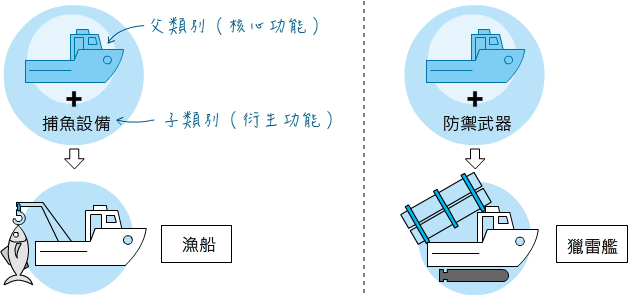 父類別（核心功能）
捕魚設備
子類別（衍生功能）
漁船
防禦武器
獵雷艦